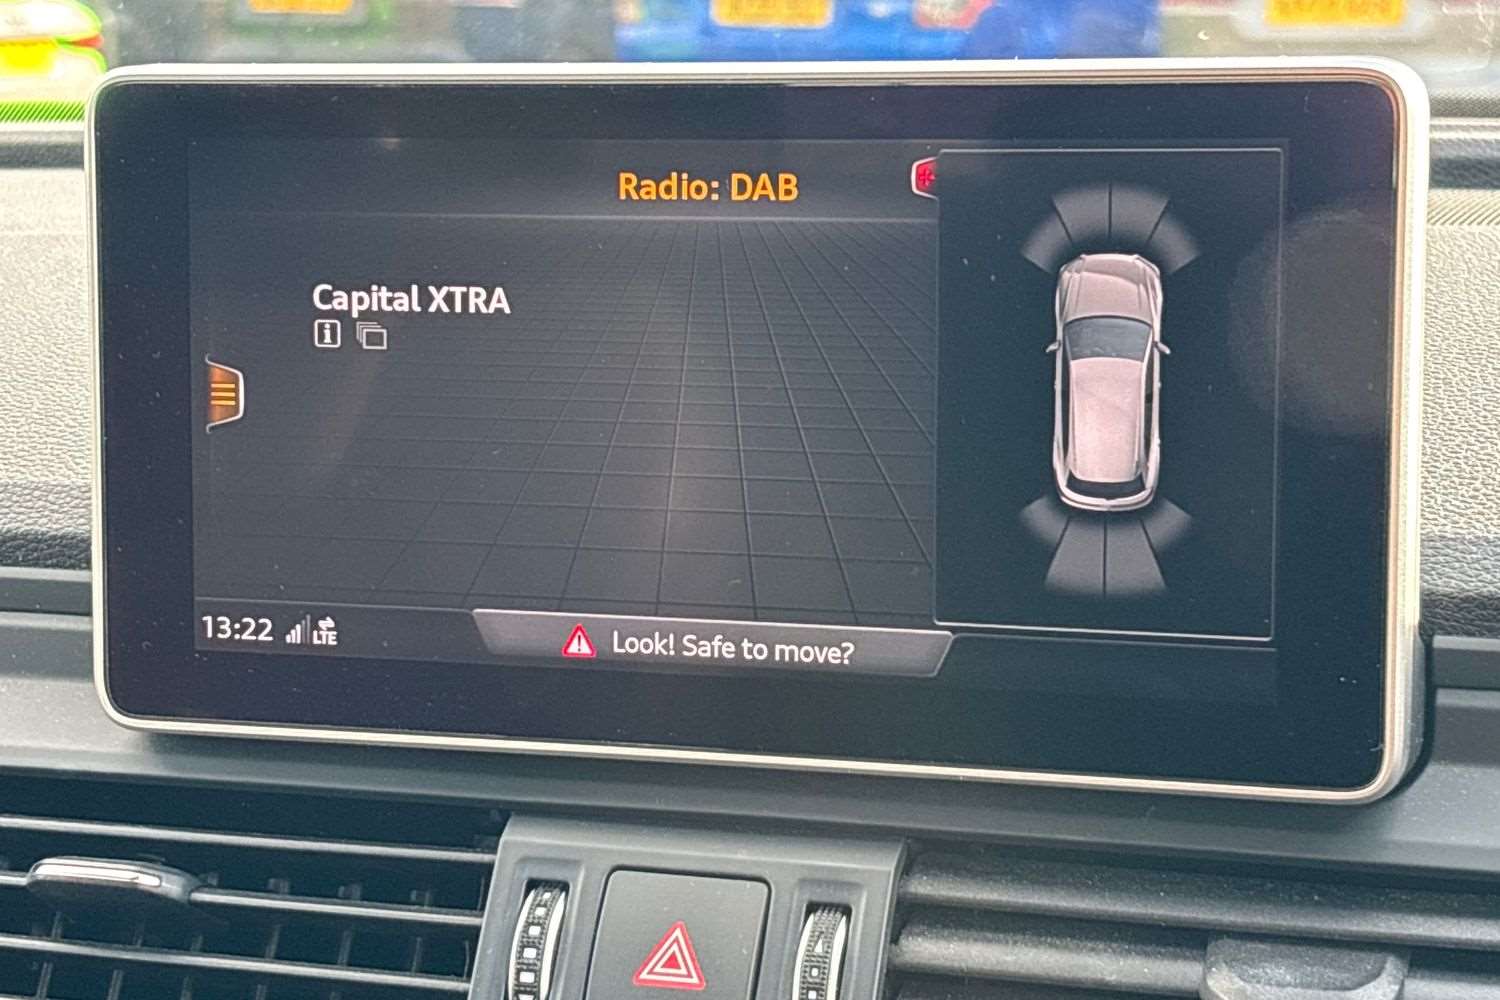 Radio: DAB
Capital XTRA
13:22
LTE
Look! Safe to move?